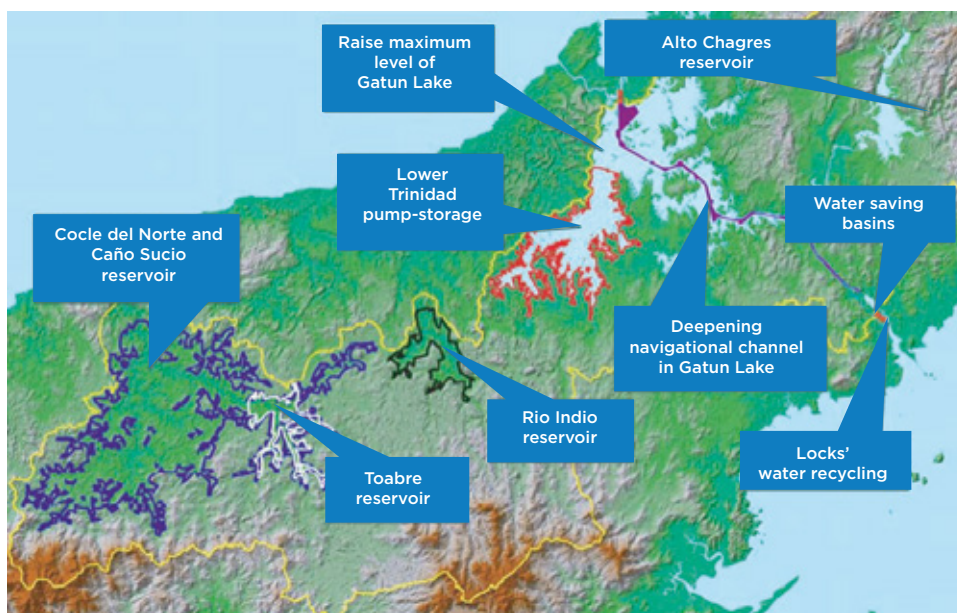 Raise maximum
level of
Gatun Lake
Alto Chagres
reservoir
Lower
Trinidad
pump-storage
Water saving
basins
Cocle del Norte and
Caño Sucio
reservoir
Deepening
navigational channel
in Gatun Lake
Rio Indio
reservoir
Locks'
water recycling
Toabre
reservoir